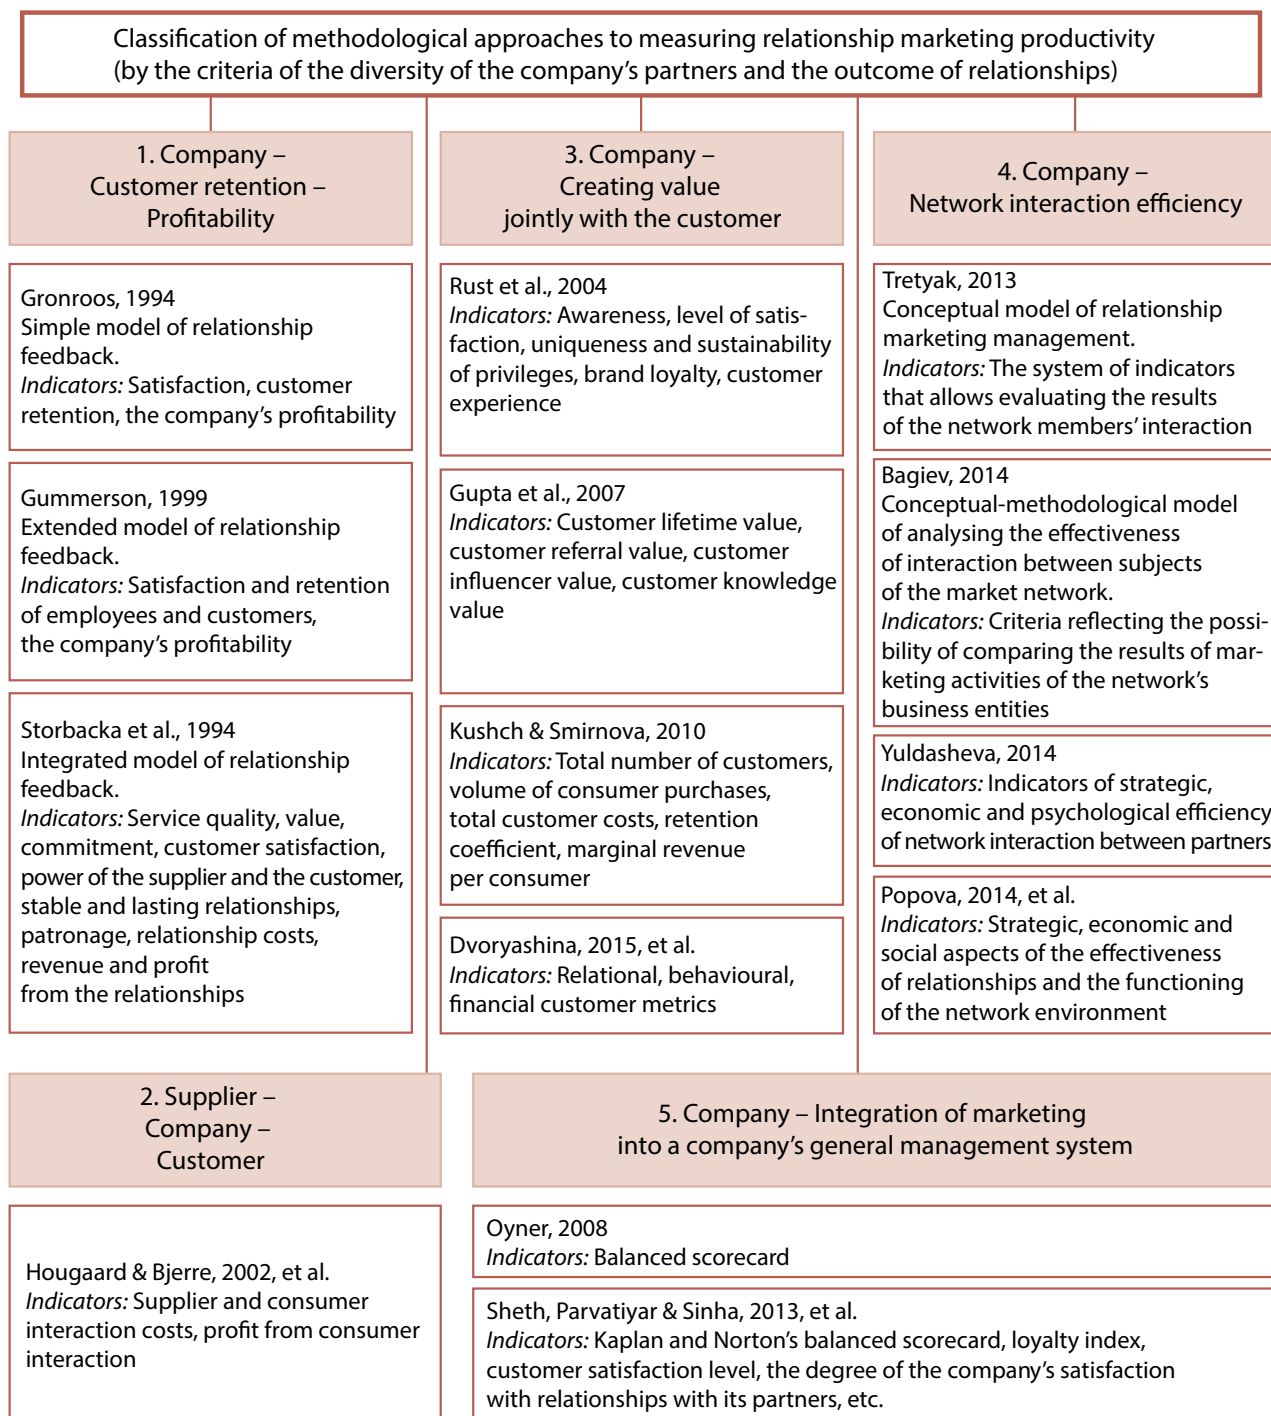 Classification of methodological approaches to measuring relationship marketing productivity
(by the criteria of the diversity of the company's partners and the outcome of relationships)
1. Company –
Customer retention –
Profitability
Gronroos, 1994
Simple model of relationship
feedback.
Indicators: Satisfaction, customer
retention, the company's profitability
Gummerson, 1999
Extended model of relationship
feedback.
Indicators: Satisfaction and retention
of employees and customers,
the company's profitability
Storbacka et al., 1994
Integrated model of relationship
feedback.
Indicators: Service quality, value,
commitment, customer satisfaction,
power of the supplier and the customer,
stable and lasting relationships,
patronage, relationship costs,
revenue and profit
from the relationships
3. Company –
Creating value
jointly with the customer
Rust et al., 2004
Indicators: Awareness, level of satis-
faction, uniqueness and sustainability
of privileges, brand loyalty, customer
experience
Gupta et al., 2007
Indicators: Customer lifetime value,
customer referral value, customer
influencer value, customer knowledge
value
Kushch & Smirnova, 2010
Indicators: Total number of customers,
volume of consumer purchases,
total customer costs, retention
coefficient, marginal revenue
per consumer
Dvoryashina, 2015, et al.
Indicators: Relational, behavioural,
financial customer metrics
4. Company –
Network interaction efficiency
Tretyak, 2013
Conceptual model of relationship
marketing management.
Indicators: The system of indicators
that allows evaluating the results
of the network members' interaction
Bagiev, 2014
Conceptual-methodological model
of analysing the effectiveness
of interaction between subjects
of the market network.
Indicators: Criteria reflecting the possi-
bility of comparing the results of mar-
keting activities of the network's
business entities
Yuldasheva, 2014
Indicators: Indicators of strategic,
economic and psychological efficiency
of network interaction between partners
Popova, 2014, et al.
Indicators: Strategic, economic and
social aspects of the effectiveness
of relationships and the functioning
of the network environment
2. Supplier –
Company –
Customer
Hougaard & Bjerre, 2002, et al.
Indicators: Supplier and consumer
interaction costs, profit from consumer
interaction
5. Company – Integration of marketing
into a company's general management system
Oyner, 2008
Indicators: Balanced scorecard
Sheth, Parvatiyar & Sinha, 2013, et al.
Indicators: Kaplan and Norton's balanced scorecard, loyalty index,
customer satisfaction level, the degree of the company's satisfaction
with relationships with its partners, etc.